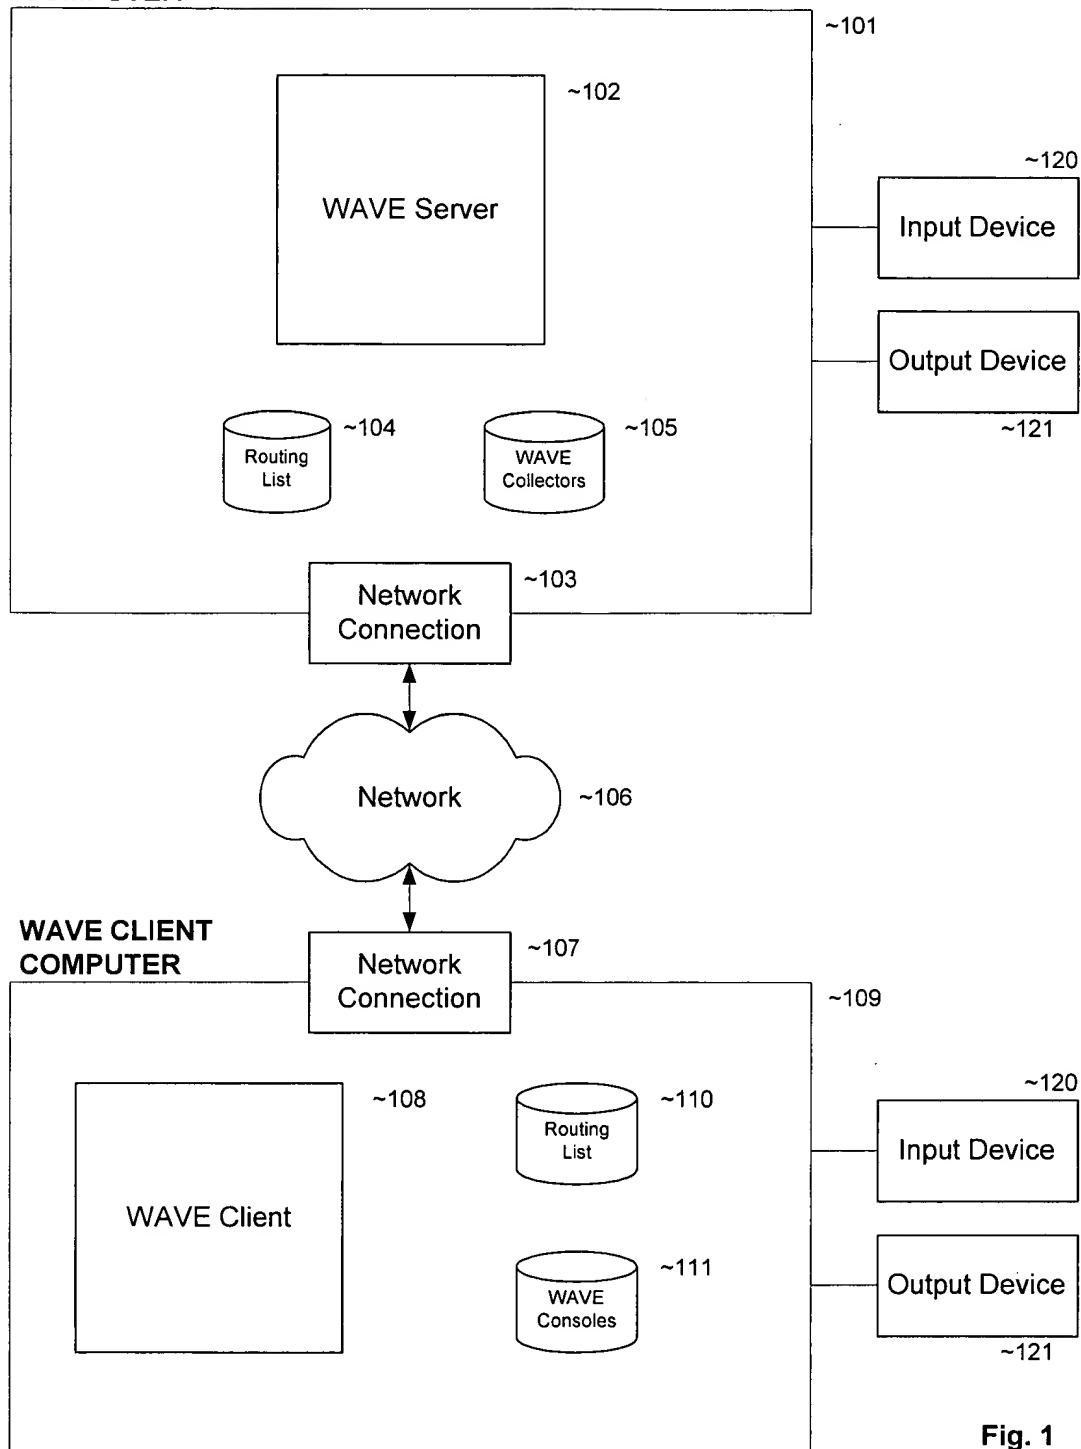 ~101
~102
WAVE Server
~120
Input Device
Output Device
~121
~104
Routing
List
~105
WAVE
Collectors
~103
Network
Connection
Network
~106
WAVE CLIENT
COMPUTER
~107
Network
Connection
~109
~108
WAVE Client
~110
Routing
List
~120
Input Device
~111
WAVE
Consoles
Output Device
~121
Fig. 1